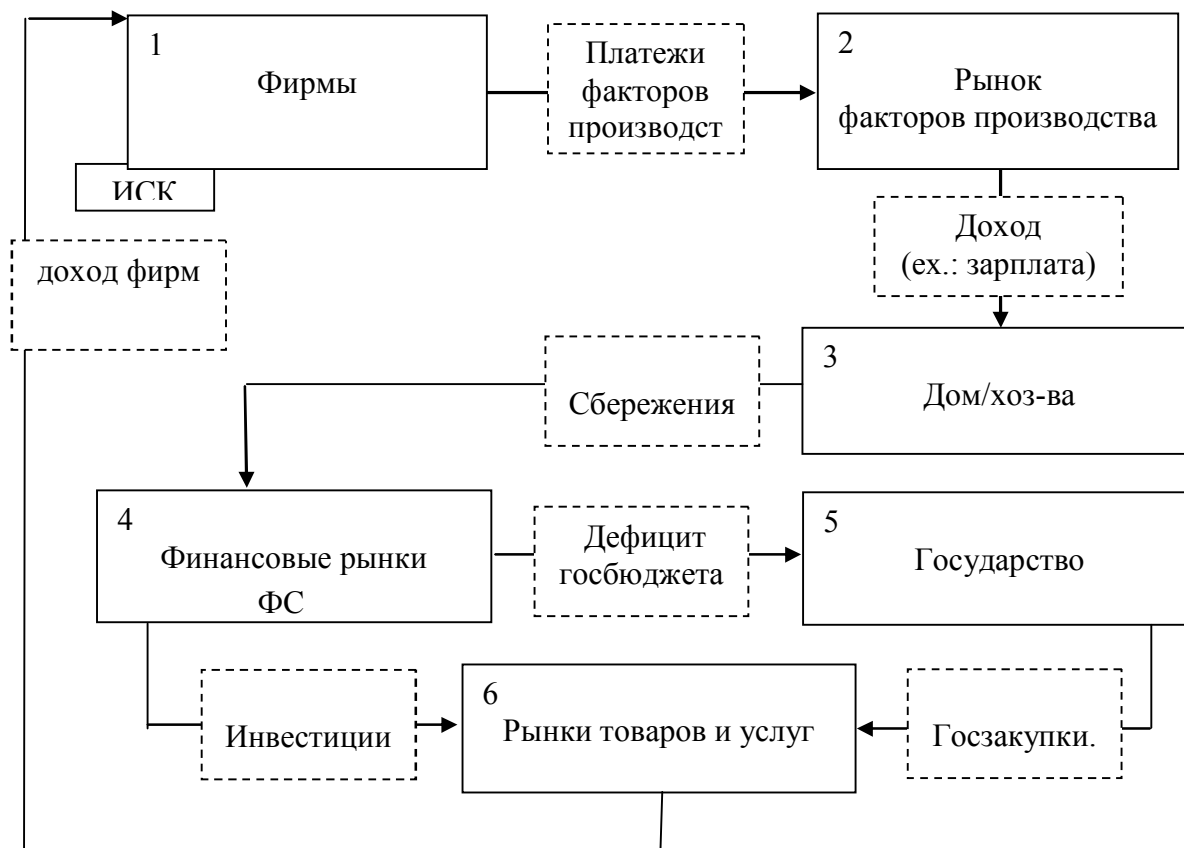 1
Фирмы
Платежи
факторов
производст
2
Рынок
факторов производства
ИСК
доход фирм
Доход
(ex.: зарплата)
3
Дом/хоз-ва
Сбережения
4
Финансовые рынки
ФС
Дефицит
госбюджета
5
Государство
Инвестиции
6
Рынки товаров и услуг
Госзакупки.